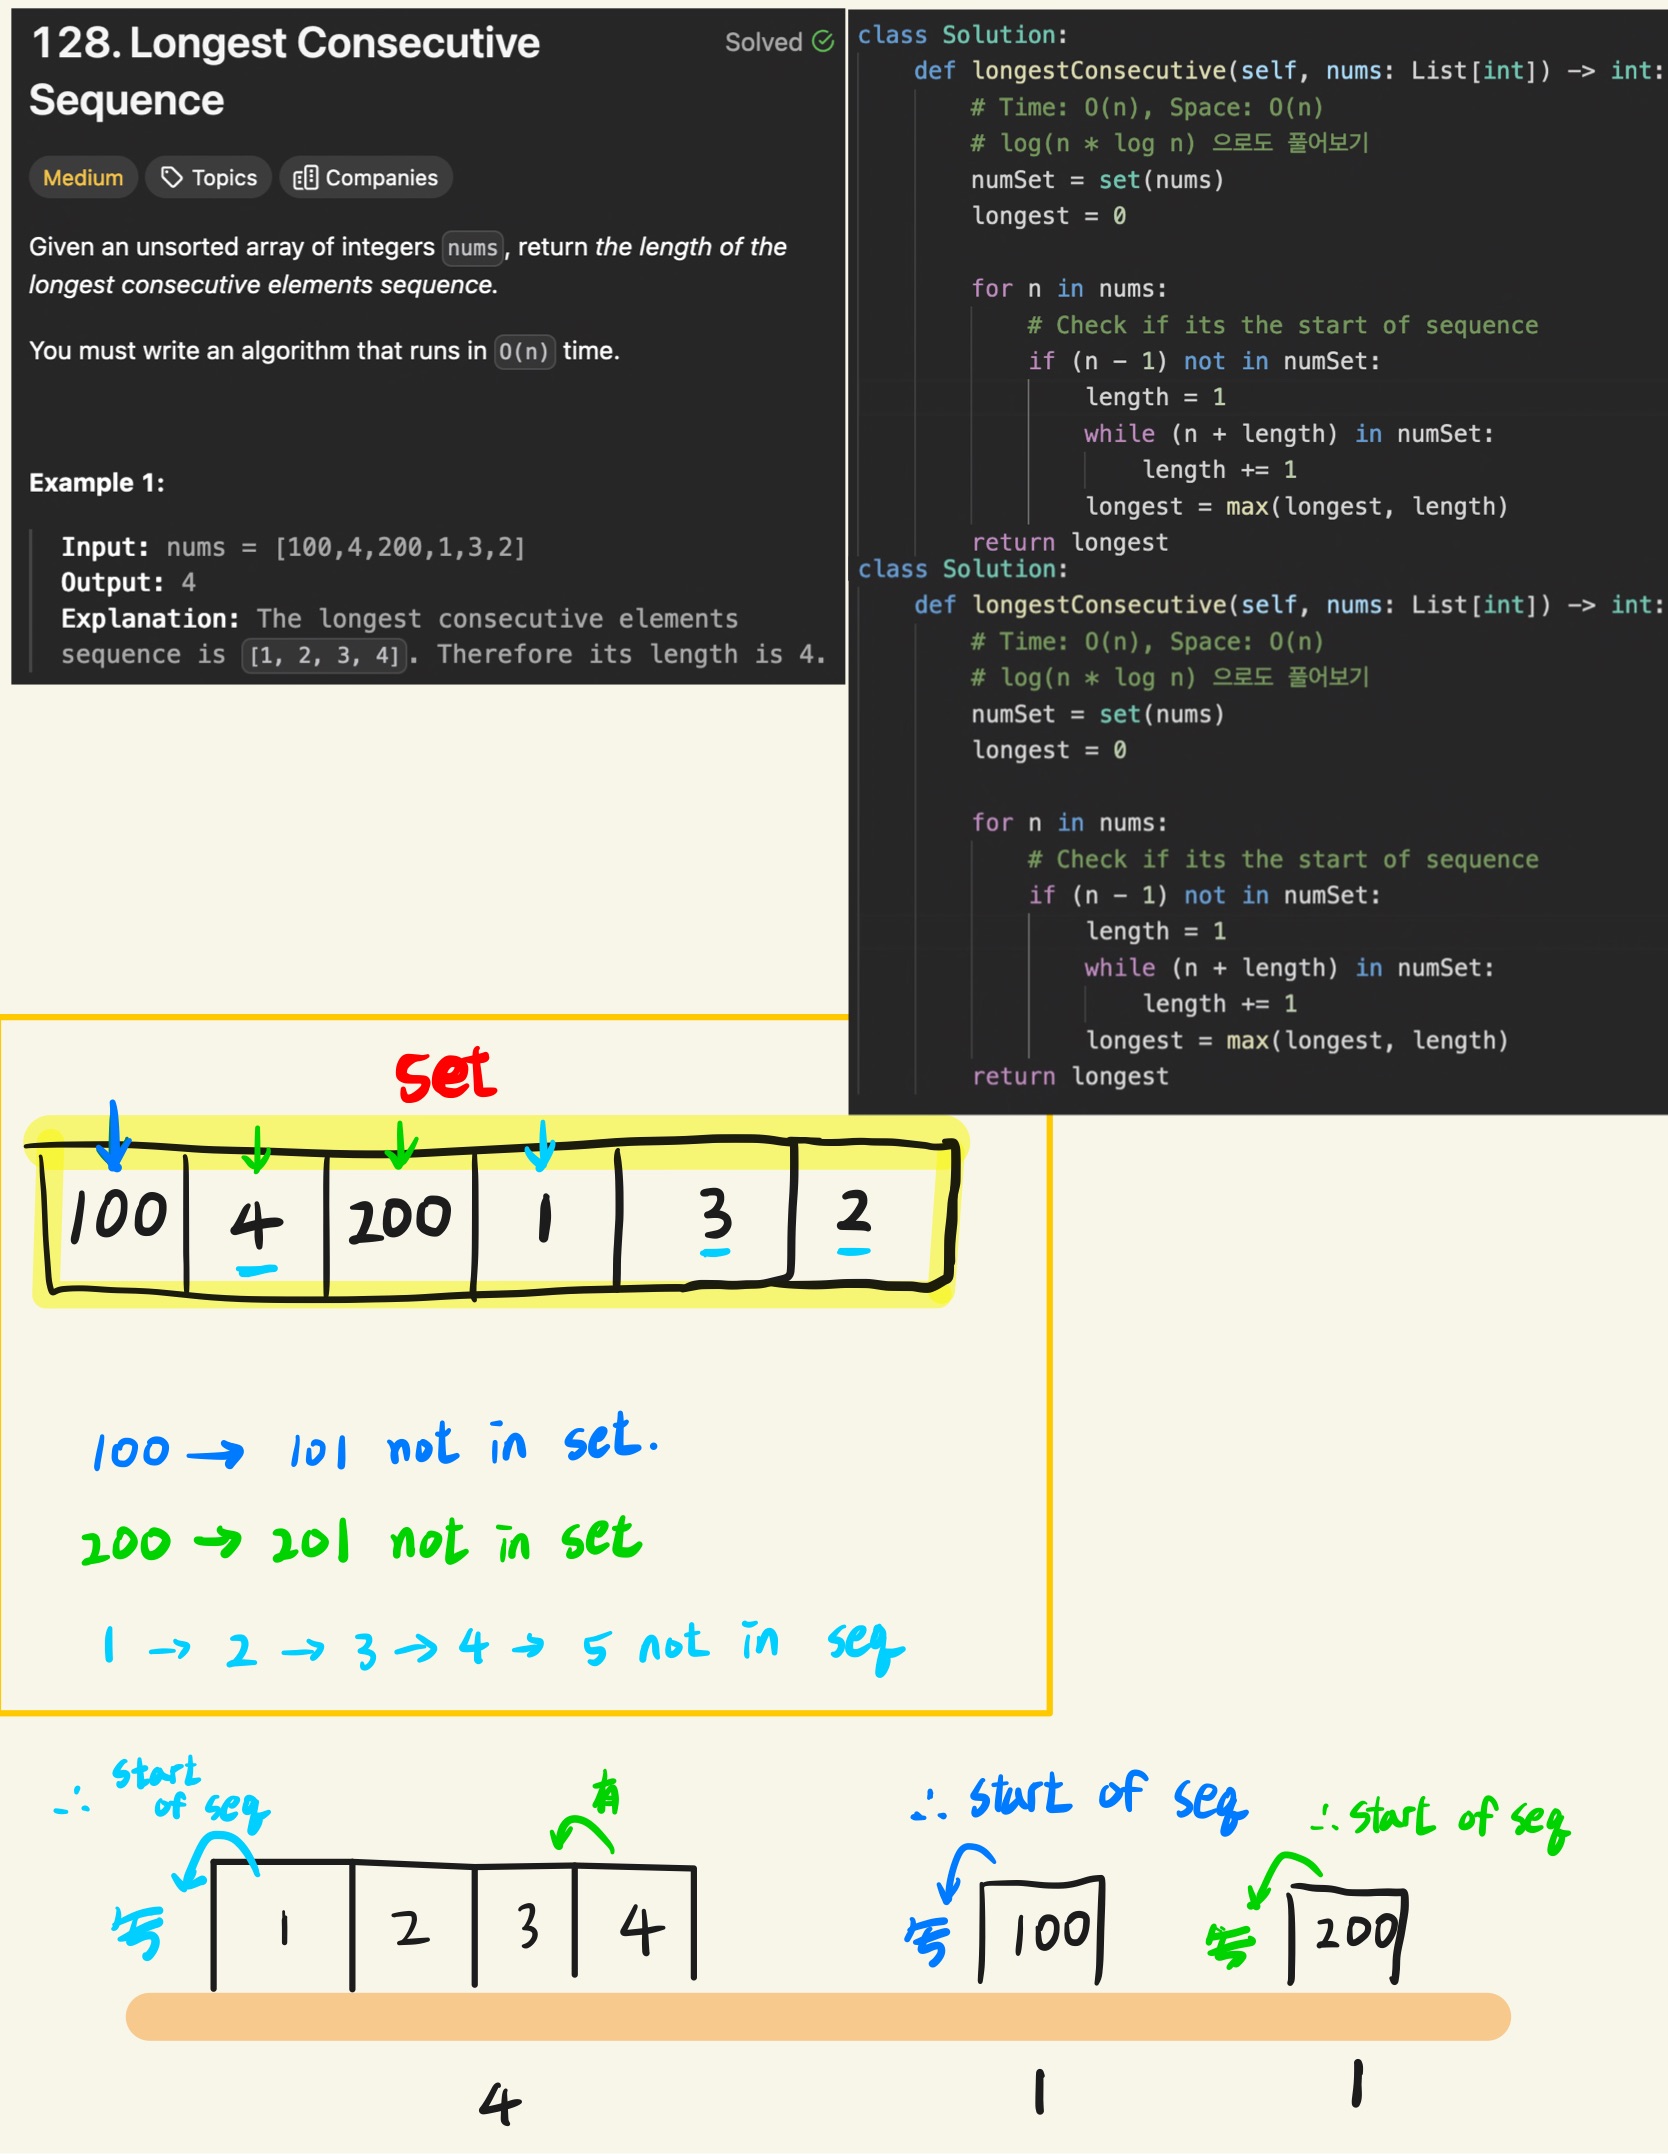 128. Longest Consecutive
Sequence
Solved
Medium
Topics
Companies
Given an unsorted array of integers nums, return the length of the
longest consecutive elements sequence.
You must write an algorithm that runs in O(n) time.
Example 1:
Input: nums = [100,4,200,1,3,2]
Output: 4
Explanation: The longest consecutive elements
sequence is [1, 2, 3, 4]. Therefore its length is 4.
class Solution:
def longestConsecutive(self, nums: List[int]) -> int:
# Time: O(n), Space: O(n)
# log(n * log n) 으로도 풀어보기
numSet = set(nums)
longest = 0
for n in nums:
# Check if its the start of sequence
if (n - 1) not in numSet:
length = 1
while (n + length) in numSet:
length += 1
longest = max(longest, length)
return longest
class Solution:
def longestConsecutive(self, nums: List[int]) -> int:
# Time: O(n), Space: O(n)
# log(n * log n) 으로도 풀어보기
numSet = set(nums)
longest = 0
for n in nums:
# Check if its the start of sequence
if (n - 1) not in numSet:
length = 1
while (n + length) in numSet:
length += 1
longest = max(longest, length)
return longest
set
100 4 200 1 3 2
100 → 101 not in set.
200 → 201 not in set
1 → 2 → 3 → 4 → 5 not in seq
∴ start
of seq
有
∴ start of seq
∴ start of seq
1 2 3 4
100
200
4
1
1